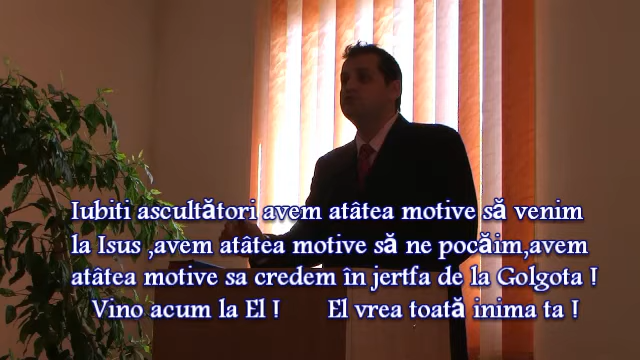 Iubiti ascultători avem atâtea motive să venim
la Isus ,avem atâtea motive să ne pocăim,avem
atâtea motive sa credem în jertfa de la Golgota !
Vino acum la El ! El vrea toată inima ta !